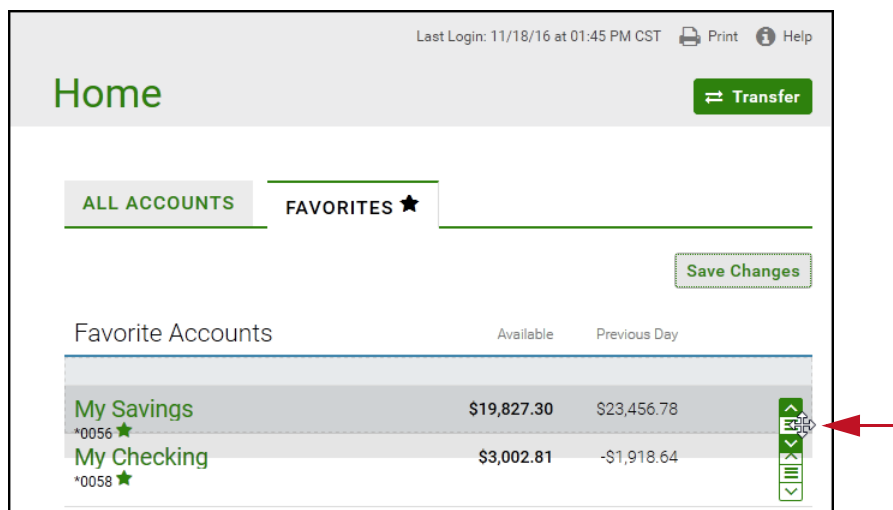 Last Login: 11/18/16 at 01:45 PM CST Print Help
Home Transfer
ALL ACCOUNTS FAVORITES
Save Changes
Favorite Accounts Available Previous Day
My Savings $19,827.30 $23,456.78
*0056
My Checking $3,002.81 -$1,918.64
*0058